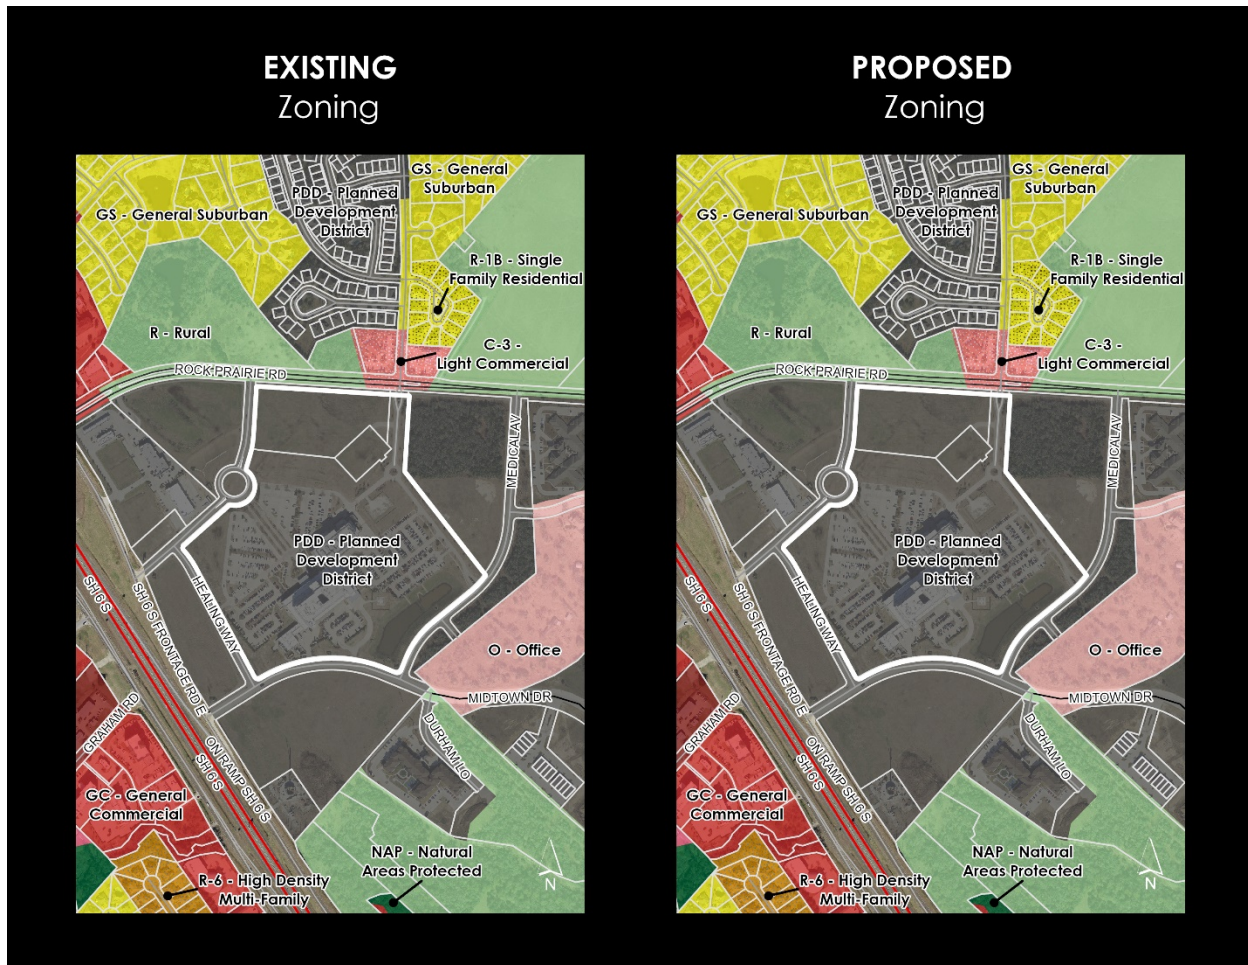 EXISTING
Zoning
GS - General
Suburban
PDD - Planned
Development
District
GS - General Suburban
R-1B - Single
Family Residential
R - Rural
C-3 -
Light Commercial
ROCK PRAIRIE RD
MEDICAL AV
PDD - Planned
Development
District
SH 6 S
SH 6 S FRONTAGE RD E
HEALING WAY
O - Office
MIDTOWN DR
GRAHAM RD
DURHAM LO
ON RAMP SH 6 S
SH 6 S
GC - General
Commercial
NAP - Natural
Areas Protected
R-6 - High Density
Multi-Family
N
PROPOSED
Zoning
GS - General
Suburban
PDD - Planned
Development
District
GS - General Suburban
R-1B - Single
Family Residential
R - Rural
C-3 -
Light Commercial
ROCK PRAIRIE RD
MEDICAL AV
PDD - Planned
Development
District
SH 6 S
SH 6 S FRONTAGE RD E
HEALING WAY
O - Office
MIDTOWN DR
GRAHAM RD
DURHAM LO
ON RAMP SH 6 S
SH 6 S
GC - General
Commercial
NAP - Natural
Areas Protected
R-6 - High Density
Multi-Family
N